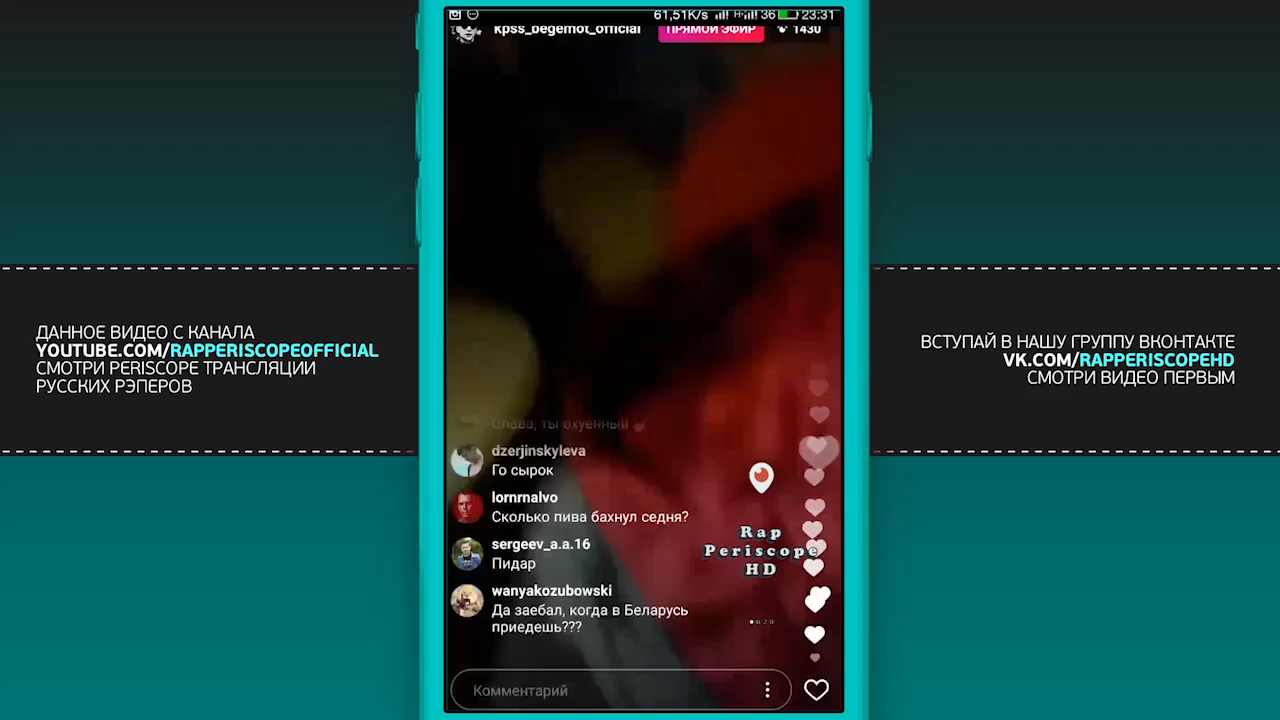 61,51K/s 36 23:31
kpss_begemot_official ПРЯМОЙ ЭФИР 1430
ДАННОЕ ВИДЕО С КАНАЛА
YOUTUBE.COM/RAPPERISCOPEOFFICIAL
СМОТРИ PERISCOPE ТРАНСЛЯЦИИ
РУССКИХ РЭПЕРОВ
ВСТУПАЙ В НАШУ ГРУППУ ВКОНТАКТЕ
VK.COM/RAPPERISCOPEHD
СМОТРИ ВИДЕО ПЕРВЫМ
Слава, ты охуенный
dzerjinskyleva
Го сырок
lornrnalvo
Сколько пива бахнул седня?
sergeev_a.a.16
Пидар
wanyakozubowski
Да заебал, когда в Беларусь
приедешь???
Rap
Periscope
HD
Комментарий